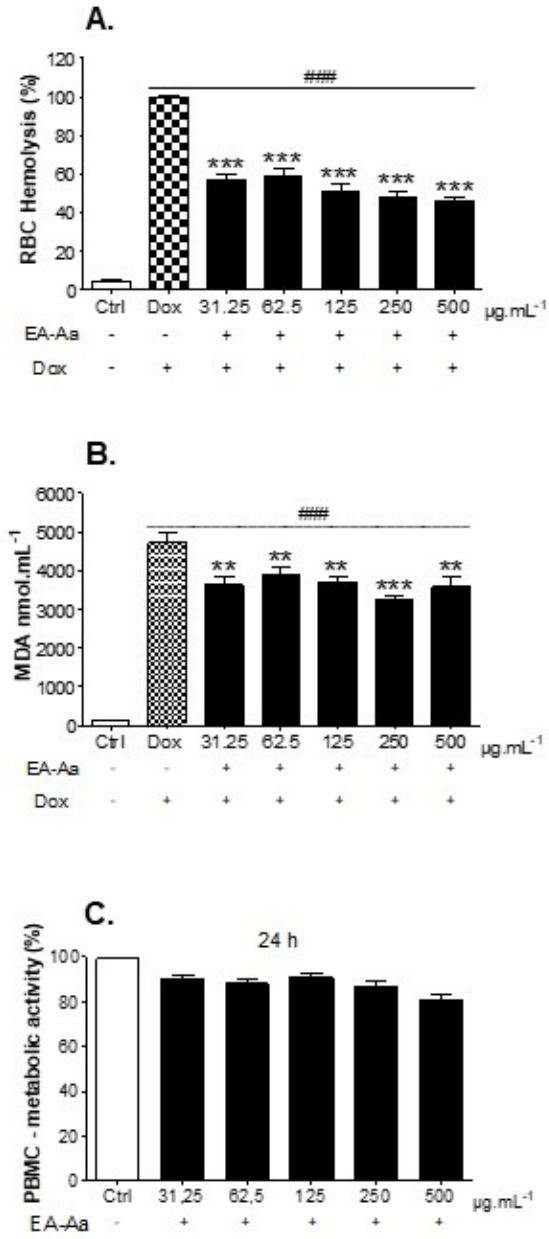 A.
RBC Hemolysis (%)
120
100
80
60
40
20
0
###
*** *** *** *** ***
Ctrl Dox 31.25 62.5 125 250 500 µg.mL⁻¹
EA-Aa - - + + + + +
Dox - + + + + + +
B.
MDA nmol.mL⁻¹
6000
5000
4000
3000
2000
1000
0
###
** ** ** *** **
Ctrl Dox 31.25 62.5 125 250 500 µg.mL⁻¹
EA-Aa - - + + + + +
Dox - + + + + + +
C.
24 h
PBMC - metabolic activity (%)
100
80
60
40
20
0
Ctrl 31,25 62,5 125 250 500 µg.mL⁻¹
EA-Aa - + + + + +